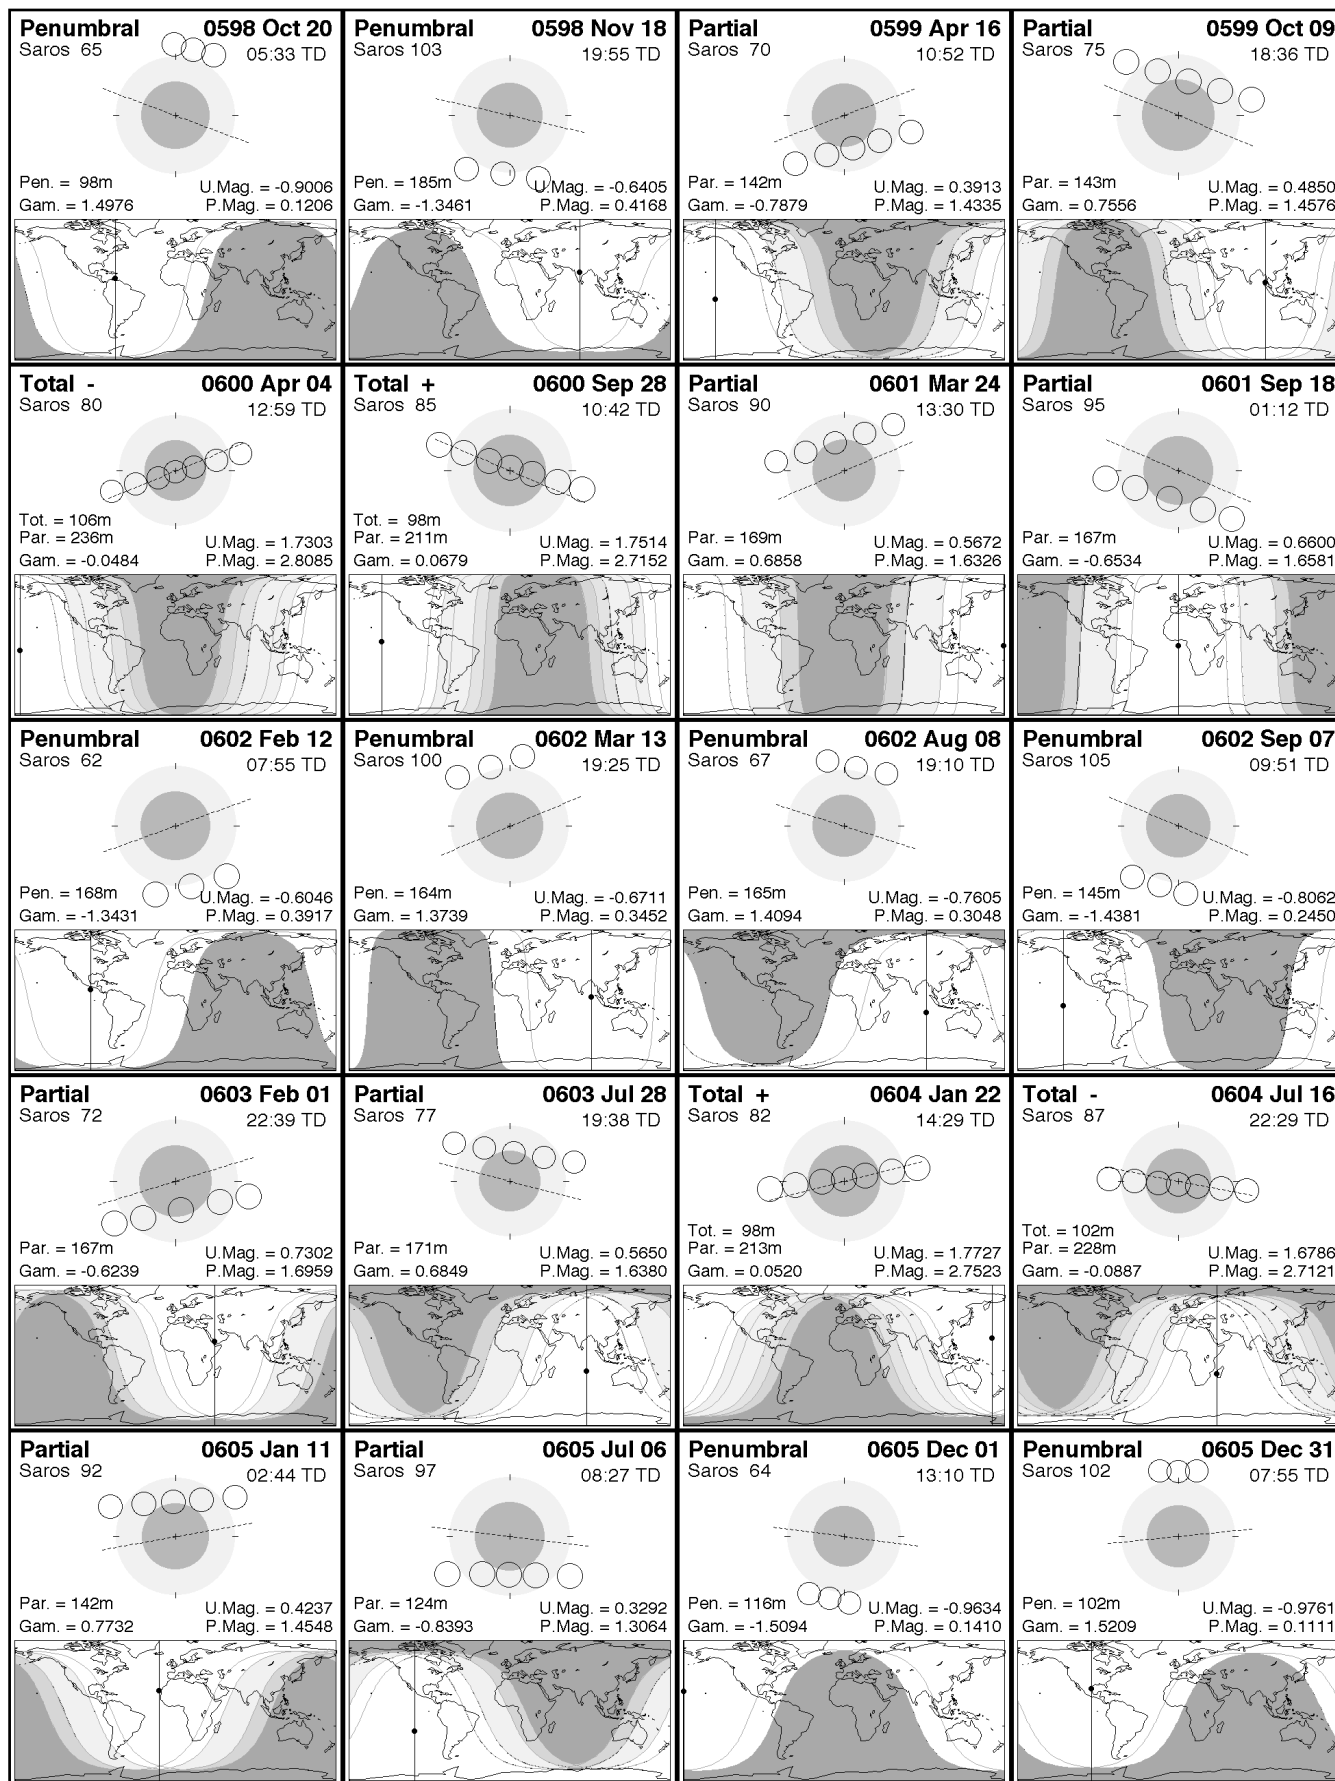 Penumbral 0598 Oct 20
Saros 65 05:33 TD
Pen. = 98m U.Mag. = -0.9006
Gam. = 1.4976 P.Mag. = 0.1206
Penumbral 0598 Nov 18
Saros 103 19:55 TD
Pen. = 185m U.Mag. = -0.6405
Gam. = -1.3461 P.Mag. = 0.4168
Partial 0599 Apr 16
Saros 70 10:52 TD
Par. = 142m U.Mag. = 0.3913
Gam. = -0.7879 P.Mag. = 1.4335
Partial 0599 Oct 09
Saros 75 18:36 TD
Par. = 143m U.Mag. = 0.4850
Gam. = 0.7556 P.Mag. = 1.4576
Total - 0600 Apr 04
Saros 80 12:59 TD
Tot. = 106m
Par. = 236m U.Mag. = 1.7303
Gam. = -0.0484 P.Mag. = 2.8085
Total + 0600 Sep 28
Saros 85 10:42 TD
Tot. = 98m
Par. = 211m U.Mag. = 1.7514
Gam. = 0.0679 P.Mag. = 2.7152
Partial 0601 Mar 24
Saros 90 13:30 TD
Par. = 169m U.Mag. = 0.5672
Gam. = 0.6858 P.Mag. = 1.6326
Partial 0601 Sep 18
Saros 95 01:12 TD
Par. = 167m U.Mag. = 0.6600
Gam. = -0.6534 P.Mag. = 1.6581
Penumbral 0602 Feb 12
Saros 62 07:55 TD
Pen. = 168m U.Mag. = -0.6046
Gam. = -1.3431 P.Mag. = 0.3917
Penumbral 0602 Mar 13
Saros 100 19:25 TD
Pen. = 164m U.Mag. = -0.6711
Gam. = 1.3739 P.Mag. = 0.3452
Penumbral 0602 Aug 08
Saros 67 19:10 TD
Pen. = 165m U.Mag. = -0.7605
Gam. = 1.4094 P.Mag. = 0.3048
Penumbral 0602 Sep 07
Saros 105 09:51 TD
Pen. = 145m U.Mag. = -0.8062
Gam. = -1.4381 P.Mag. = 0.2450
Partial 0603 Feb 01
Saros 72 22:39 TD
Par. = 167m U.Mag. = 0.7302
Gam. = -0.6239 P.Mag. = 1.6959
Partial 0603 Jul 28
Saros 77 19:38 TD
Par. = 171m U.Mag. = 0.5650
Gam. = 0.6849 P.Mag. = 1.6380
Total + 0604 Jan 22
Saros 82 14:29 TD
Tot. = 98m
Par. = 213m U.Mag. = 1.7727
Gam. = 0.0520 P.Mag. = 2.7523
Total - 0604 Jul 16
Saros 87 22:29 TD
Tot. = 102m
Par. = 228m U.Mag. = 1.6786
Gam. = -0.0887 P.Mag. = 2.7121
Partial 0605 Jan 11
Saros 92 02:44 TD
Par. = 142m U.Mag. = 0.4237
Gam. = 0.7732 P.Mag. = 1.4548
Partial 0605 Jul 06
Saros 97 08:27 TD
Par. = 124m U.Mag. = 0.3292
Gam. = -0.8393 P.Mag. = 1.3064
Penumbral 0605 Dec 01
Saros 64 13:10 TD
Pen. = 116m U.Mag. = -0.9634
Gam. = -1.5094 P.Mag. = 0.1410
Penumbral 0605 Dec 31
Saros 102 07:55 TD
Pen. = 102m U.Mag. = -0.9761
Gam. = 1.5209 P.Mag. = 0.1111